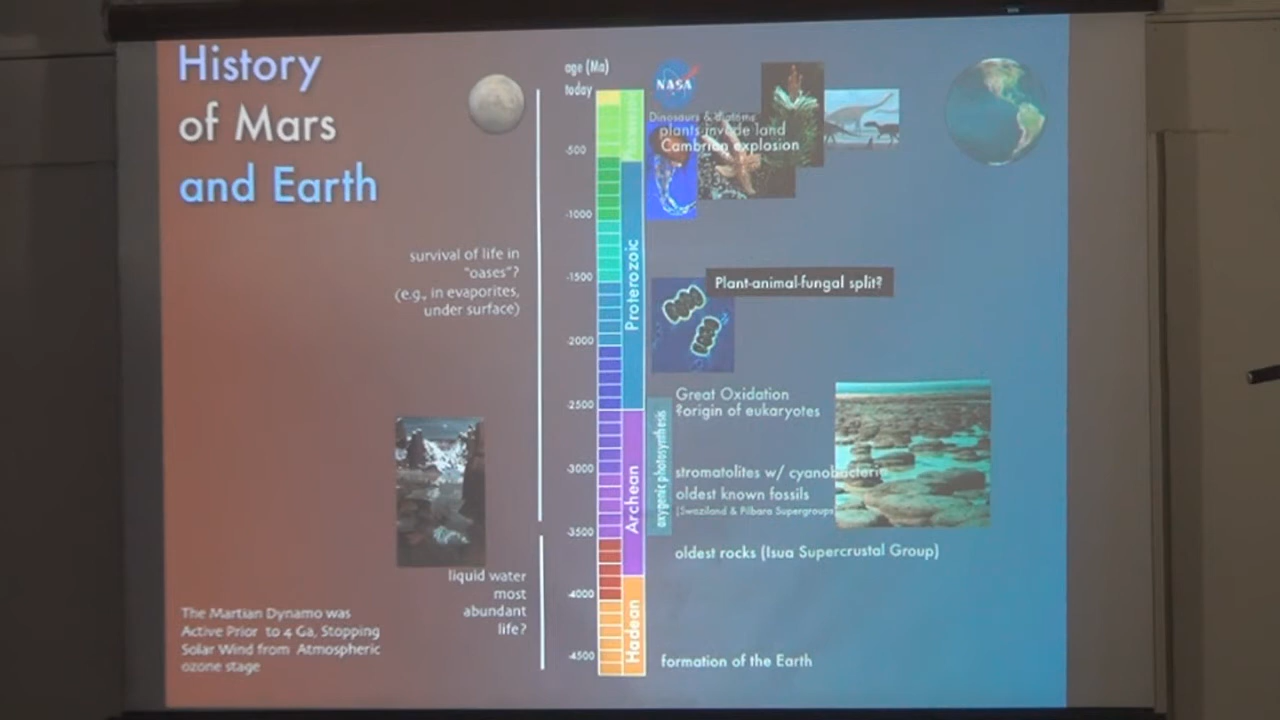 History
of Mars
and Earth
age (Ma)
today
-500
-1000
-1500
-2000
-2500
-3000
-3500
-4000
-4500
Proterozoic
Archean
Hadean
oxygenic photosynthesis
NASA
Dinosaurs & diatoms
plants invade land
Cambrian explosion
Plant-animal-fungal split?
Great Oxidation
?origin of eukaryotes
stromatolites w/ cyanobacteria
oldest known fossils
(Swaziland & Pilbara Supergroups
oldest rocks (Isua Supercrustal Group)
formation of the Earth
survival of life in
"oases"?
(e.g., in evaporites,
under surface)
liquid water
most
abundant
life?
The Martian Dynamo was
Active Prior to 4 Ga, Stopping
Solar Wind from Atmospheric
ozone stage